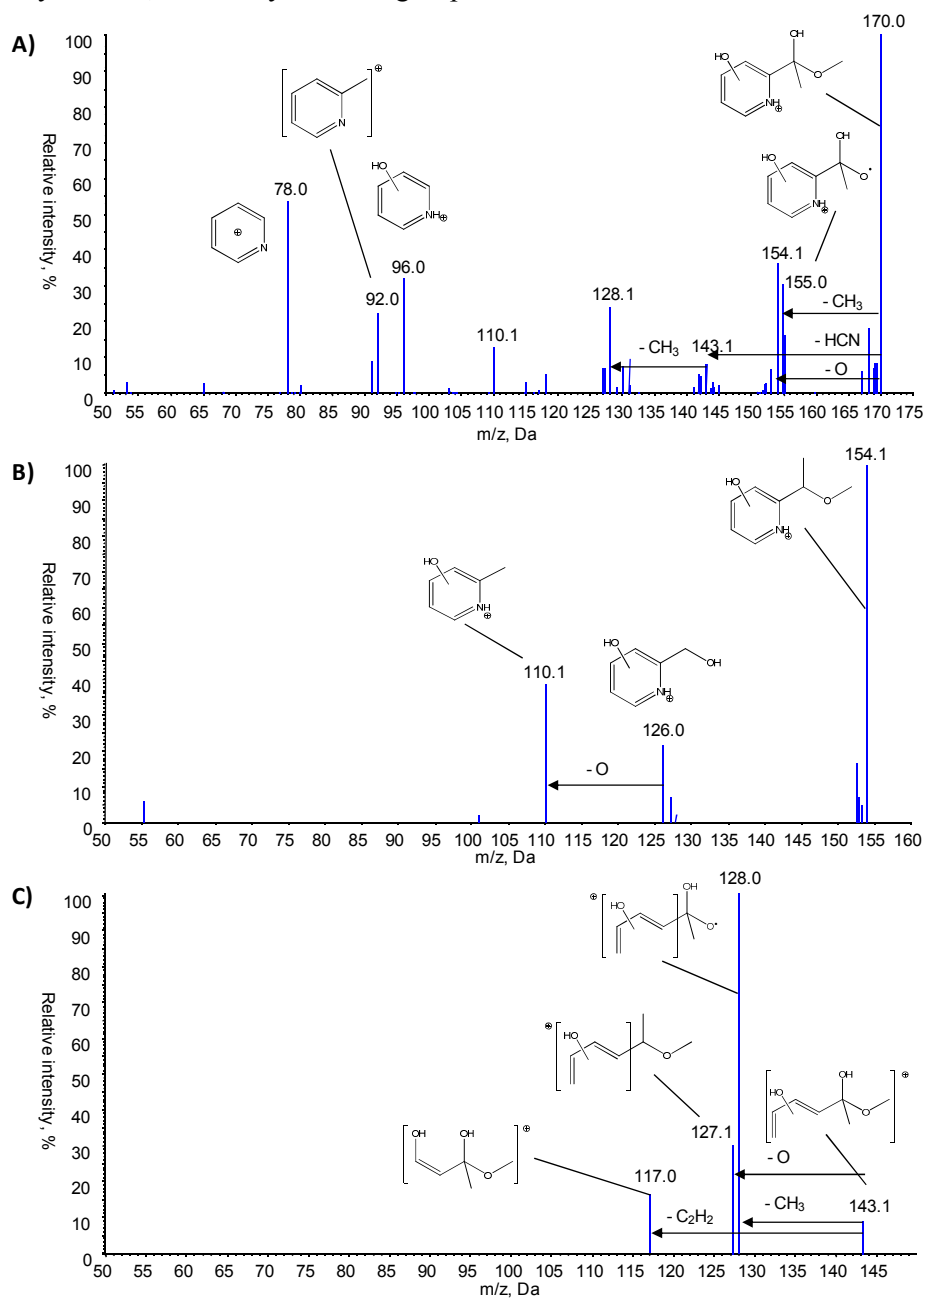 A)
Relative intensity, %
100
90
80
70
60
50
40
30
20
10
0
170.0
OH
HO
O
NH
⊕
OH
HO
O•
NH
⊕
⊕
N
HO
NH
⊕
⊕
N
78.0
92.0
96.0
110.1
128.1
143.1
154.1
155.0
- CH3
- HCN
- CH3
- O
50 55 60 65 70 75 80 85 90 95 100 105 110 115 120 125 130 135 140 145 150 155 160 165 170 175
m/z, Da
B)
Relative intensity, %
100
90
80
70
60
50
40
30
20
10
0
154.1
HO
O
NH
⊕
HO
NH
⊕
HO
OH
NH
⊕
110.1
126.0
- O
50 55 60 65 70 75 80 85 90 95 100 105 110 115 120 125 130 135 140 145 150 155 160
m/z, Da
C)
Relative intensity, %
100
90
80
70
60
50
40
30
20
10
0
128.0
⊕
OH
HO
O•
⊕
HO
O
OH
HO
O
⊕
OH OH
O
⊕
127.1
117.0
143.1
- O
- CH3
- C2H2
50 55 60 65 70 75 80 85 90 95 100 105 110 115 120 125 130 135 140 145
m/z, Da